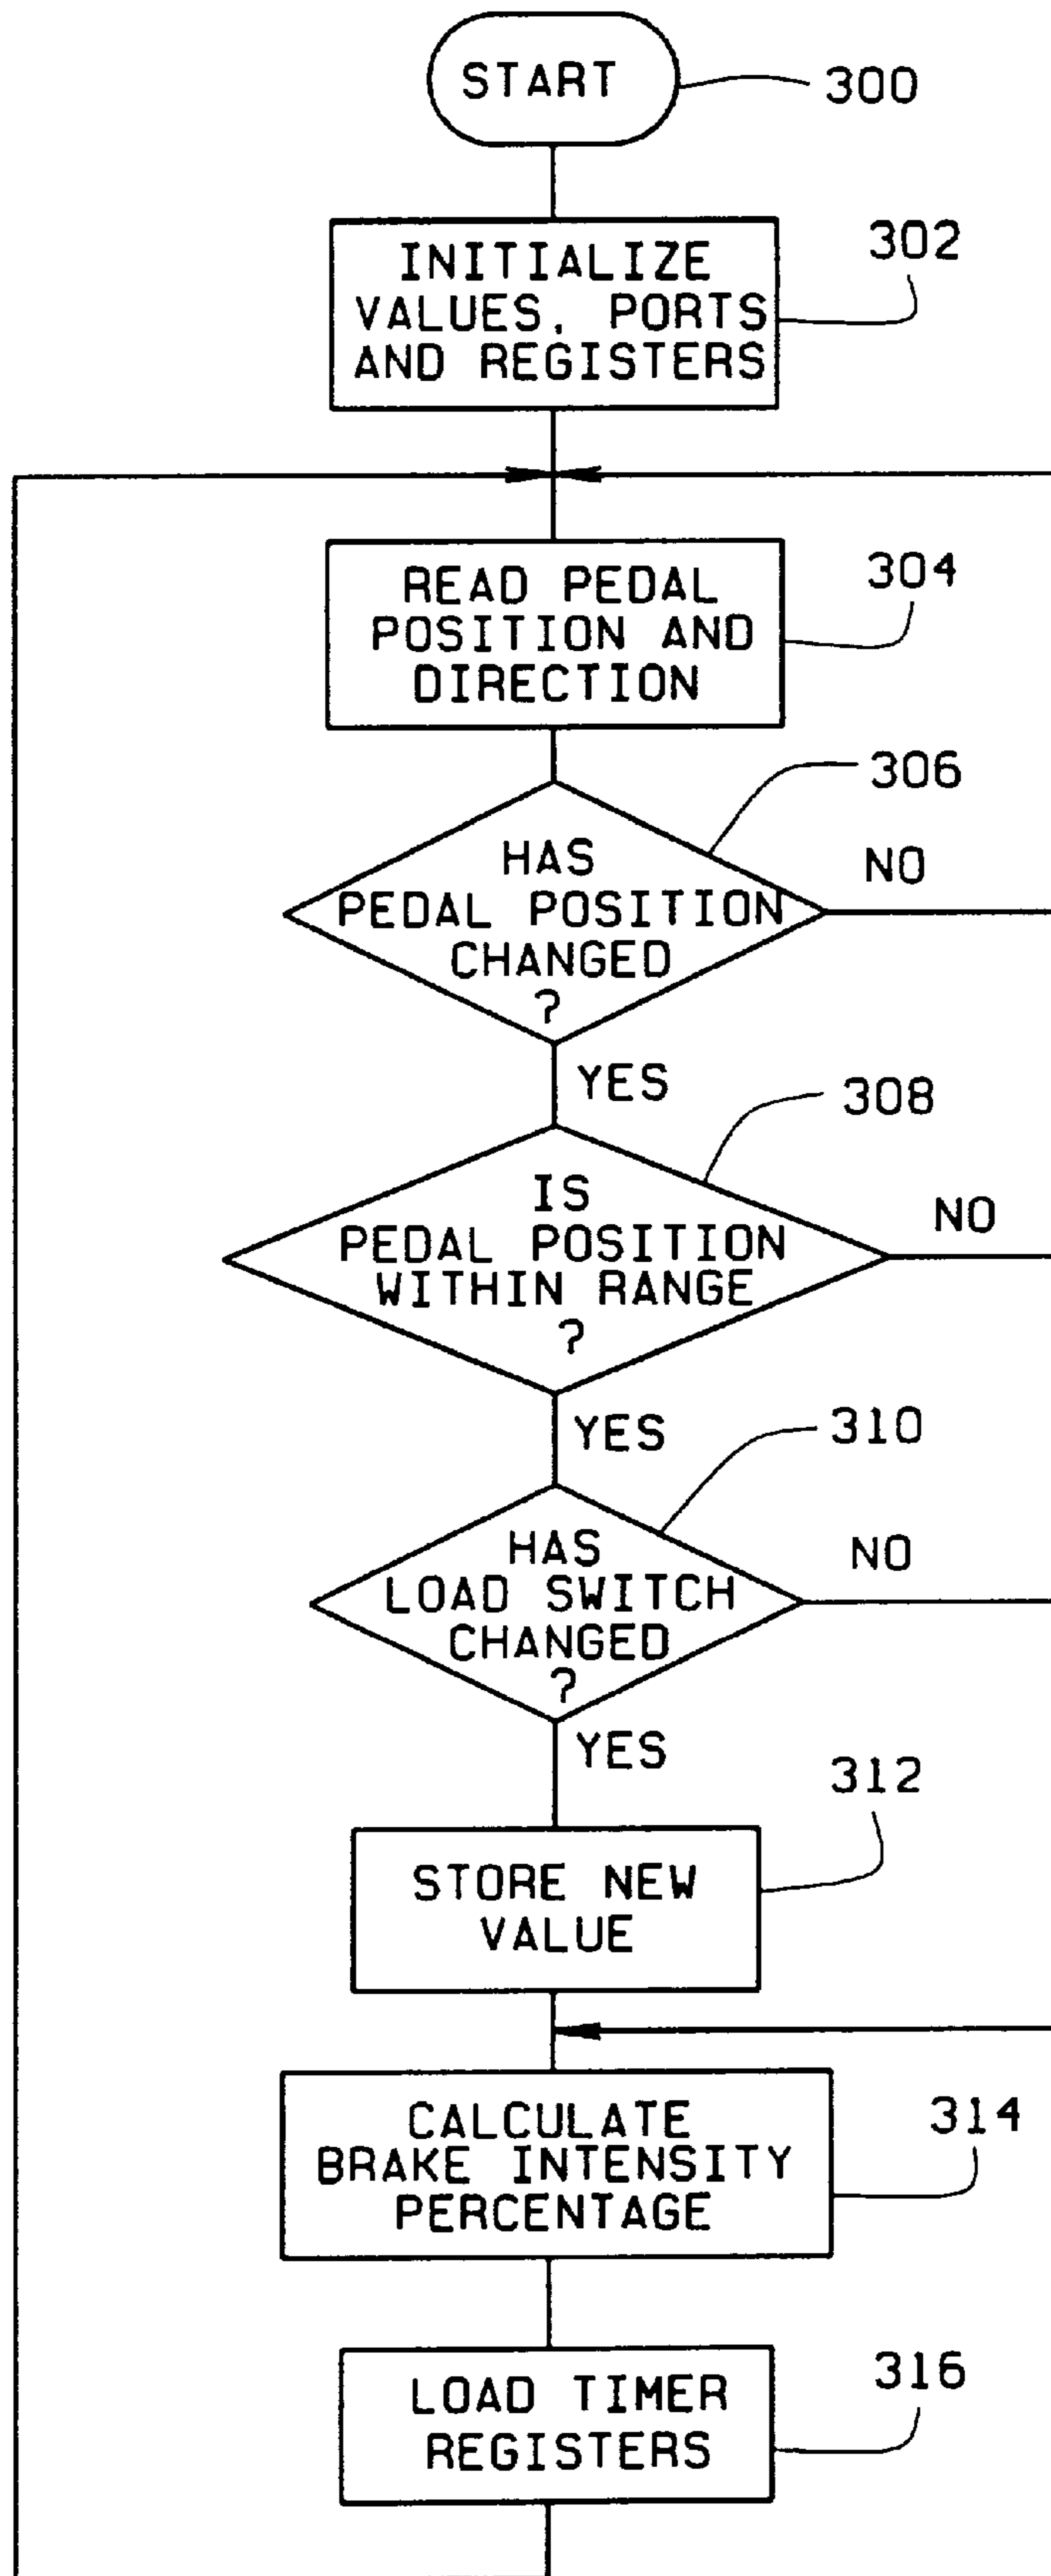 START
300
302
INITIALIZE
VALUES, PORTS
AND REGISTERS
304
READ PEDAL
POSITION AND
DIRECTION
306
HAS
PEDAL POSITION
CHANGED
?
NO
YES
308
IS
PEDAL POSITION
WITHIN RANGE
?
NO
YES
310
HAS
LOAD SWITCH
CHANGED
?
NO
YES
312
STORE NEW
VALUE
314
CALCULATE
BRAKE INTENSITY
PERCENTAGE
316
LOAD TIMER
REGISTERS